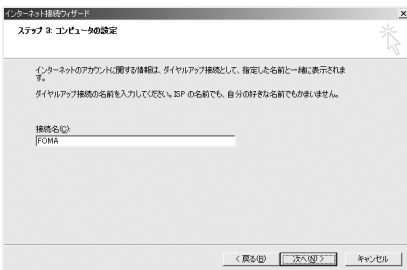 インターネット接続ウィザード
ステップ 3: コンピュータの設定
インターネットのアカウントに関する情報は、ダイヤルアップ接続として、指定した名前と一緒に表示されま
す。
ダイヤルアップ接続の名前を入力してください。ISP の名前でも、自分の好きな名前でもかまいません。
接続名(C):
FOMA
< 戻る(B)
次へ(N) >
キャンセル